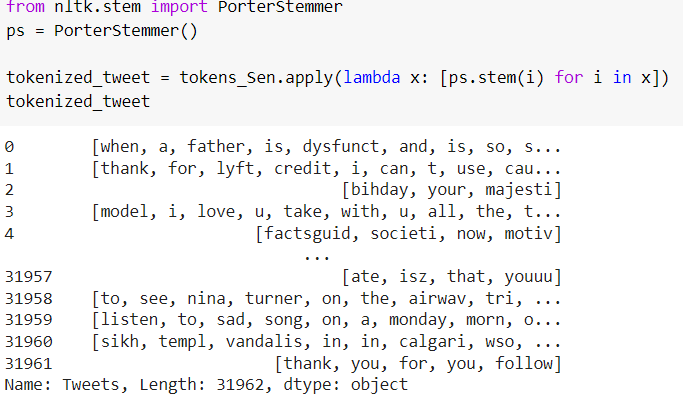 from nltk.stem import PorterStemmer
ps = PorterStemmer()
tokenized_tweet = tokens_Sen.apply(lambda x: [ps.stem(i) for i in x])
tokenized_tweet
0 [when, a, father, is, dysfunct, and, is, so, s...
1 [thank, for, lyft, credit, i, can, t, use, cau...
2 [bihday, your, majesti]
3 [model, i, love, u, take, with, u, all, the, t...
4 [factsguid, societi, now, motiv]
...
31957 [ate, isz, that, youuu]
31958 [to, see, nina, turner, on, the, airwav, tri, ...
31959 [listen, to, sad, song, on, a, monday, morn, o...
31960 [sikh, templ, vandalis, in, in, calgari, wso, ...
31961 [thank, you, for, you, follow]
Name: Tweets, Length: 31962, dtype: object